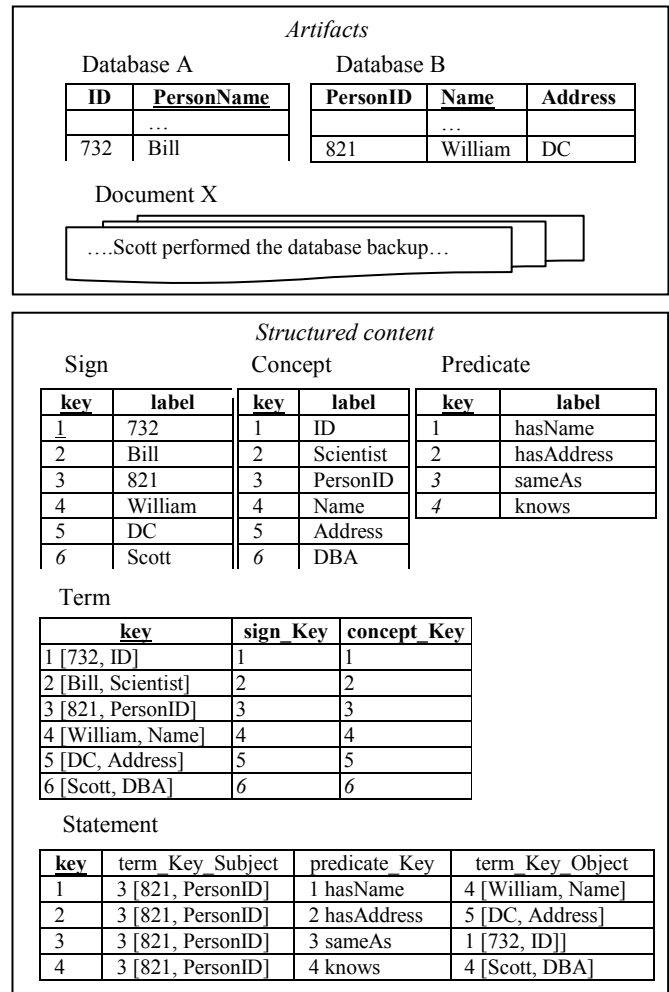 Artifacts
Database A Database B
ID PersonName PersonID Name Address
… …
732 Bill 821 William DC
Document X
….Scott performed the database backup…
Structured content
Sign Concept Predicate
key label key label key label
1 732 1 ID 1 hasName
2 Bill 2 Scientist 2 hasAddress
3 821 3 PersonID 3 sameAs
4 William 4 Name 4 knows
5 DC 5 Address
6 Scott 6 DBA
Term
key sign_Key concept_Key
1 [732, ID] 1 1
2 [Bill, Scientist] 2 2
3 [821, PersonID] 3 3
4 [William, Name] 4 4
5 [DC, Address] 5 5
6 [Scott, DBA] 6 6
Statement
key term_Key_Subject predicate_Key term_Key_Object
1 3 [821, PersonID] 1 hasName 4 [William, Name]
2 3 [821, PersonID] 2 hasAddress 5 [DC, Address]
3 3 [821, PersonID] 3 sameAs 1 [732, ID]]
4 3 [821, PersonID] 4 knows 4 [Scott, DBA]